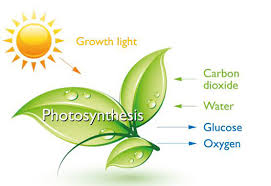 Growth light
Carbon
dioxide
Water
Photosynthesis
Glucose
Oxygen